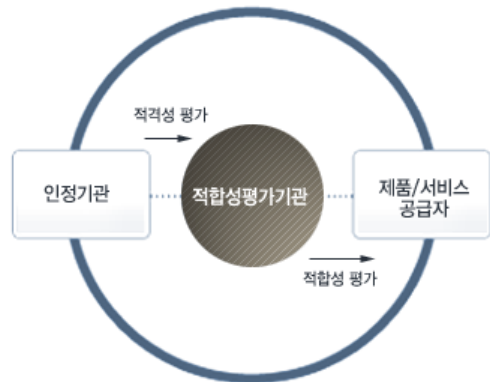 적격성 평가
인정기관
적합성평가기관
제품/서비스
공급자
적합성 평가